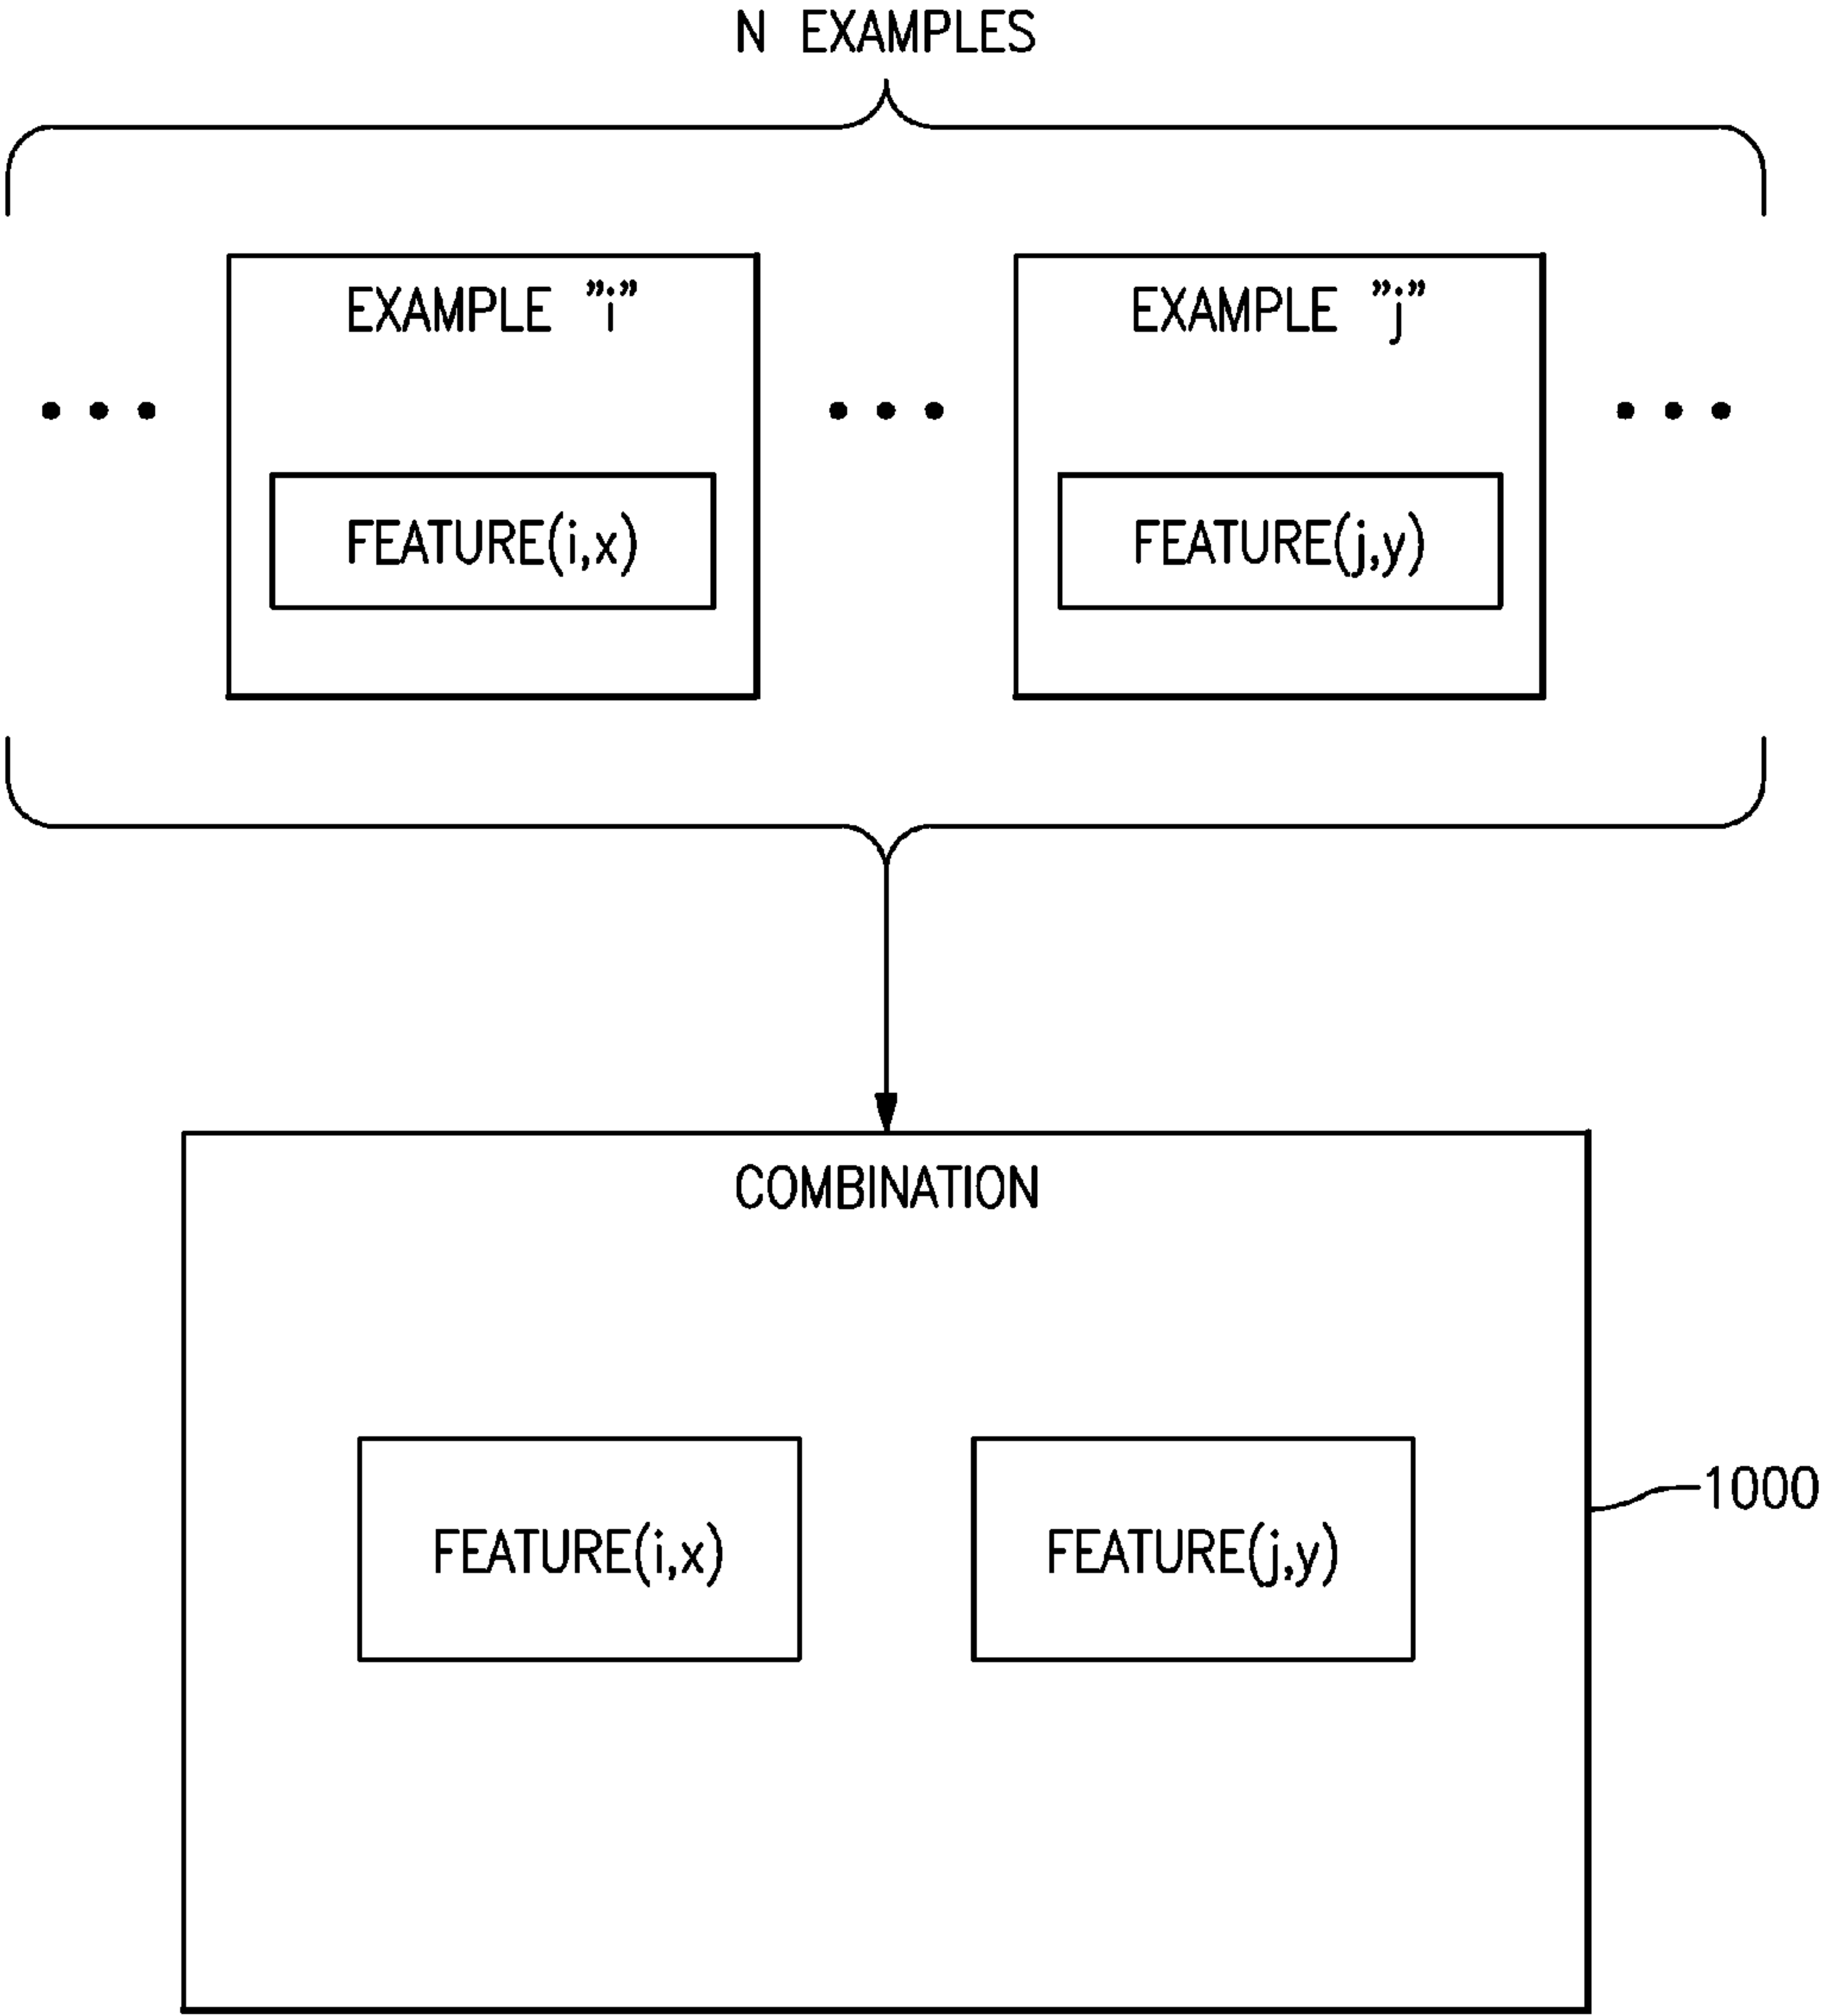 N EXAMPLES
EXAMPLE "i"
EXAMPLE "j"
FEATURE(i,x)
FEATURE(j,y)
COMBINATION
1000
FEATURE(i,x)
FEATURE(j,y)